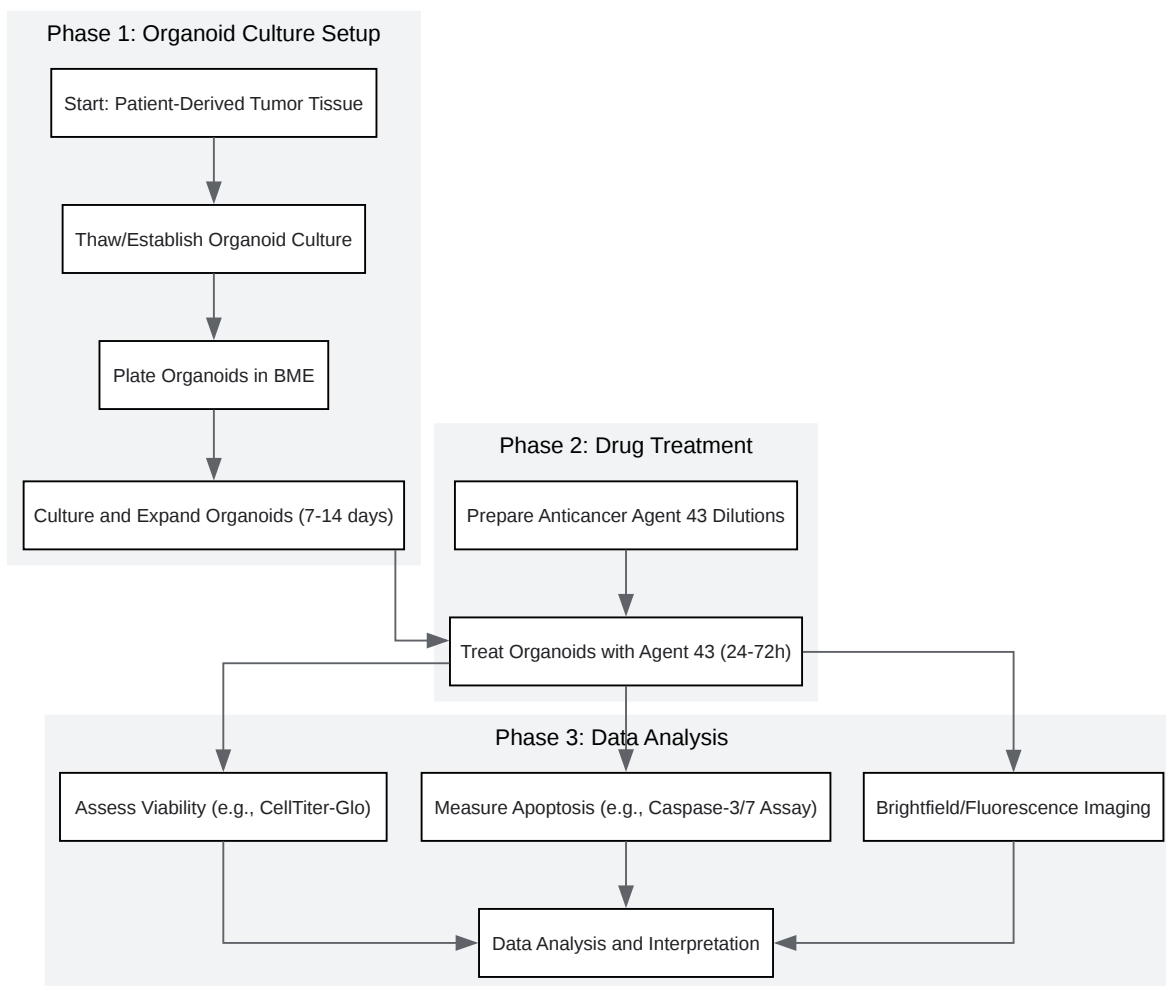 Phase 1: Organoid Culture Setup
Start: Patient-Derived Tumor Tissue
Thaw/Establish Organoid Culture
Plate Organoids in BME
Culture and Expand Organoids (7-14 days)
Phase 2: Drug Treatment
Prepare Anticancer Agent 43 Dilutions
Treat Organoids with Agent 43 (24-72h)
Phase 3: Data Analysis
Assess Viability (e.g., CellTiter-Glo)
Measure Apoptosis (e.g., Caspase-3/7 Assay)
Brightfield/Fluorescence Imaging
Data Analysis and Interpretation